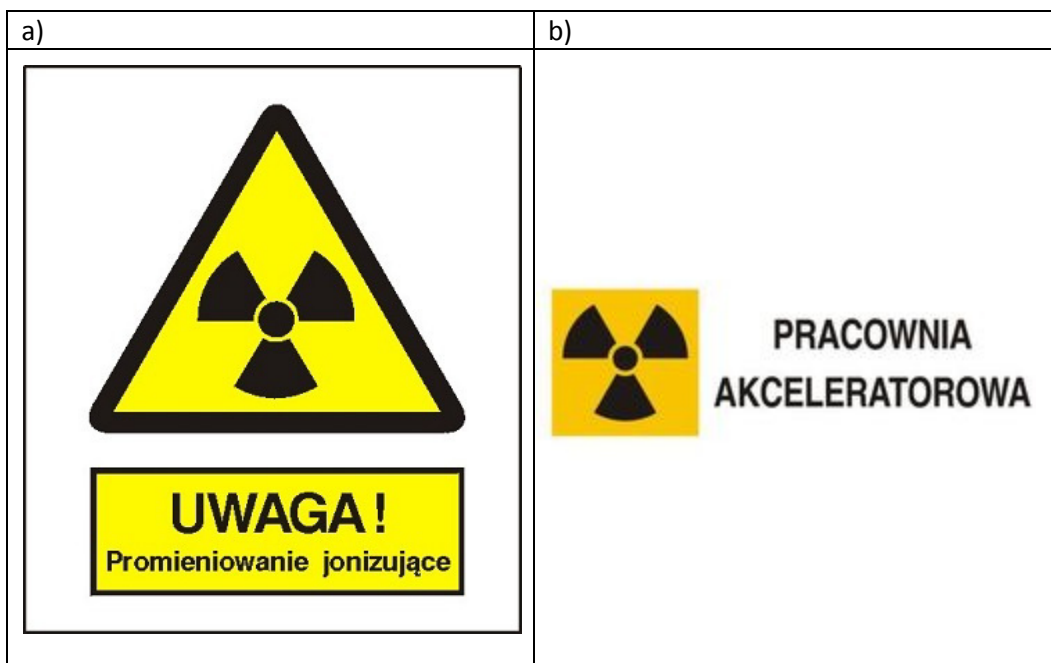 a)
b)
UWAGA!
Promieniowanie jonizujące
PRACOWNIA
AKCELERATOROWA